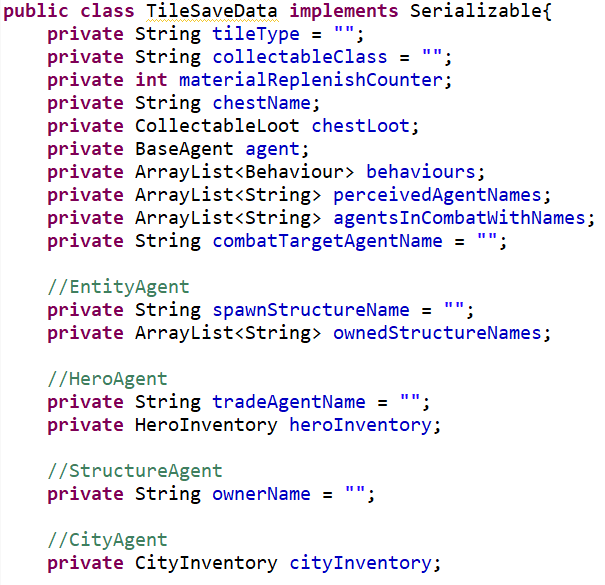 public class TileSaveData implements Serializable{
private String tileType = "";
private String collectableClass = "";
private int materialReplenishCounter;
private String chestName;
private CollectableLoot chestLoot;
private BaseAgent agent;
private ArrayList<Behaviour> behaviours;
private ArrayList<String> perceivedAgentNames;
private ArrayList<String> agentsInCombatWithNames;
private String combatTargetAgentName = "";
//EntityAgent
private String spawnStructureName = "";
private ArrayList<String> ownedStructureNames;
//HeroAgent
private String tradeAgentName = "";
private HeroInventory heroInventory;
//StructureAgent
private String ownerName = "";
//CityAgent
private CityInventory cityInventory;